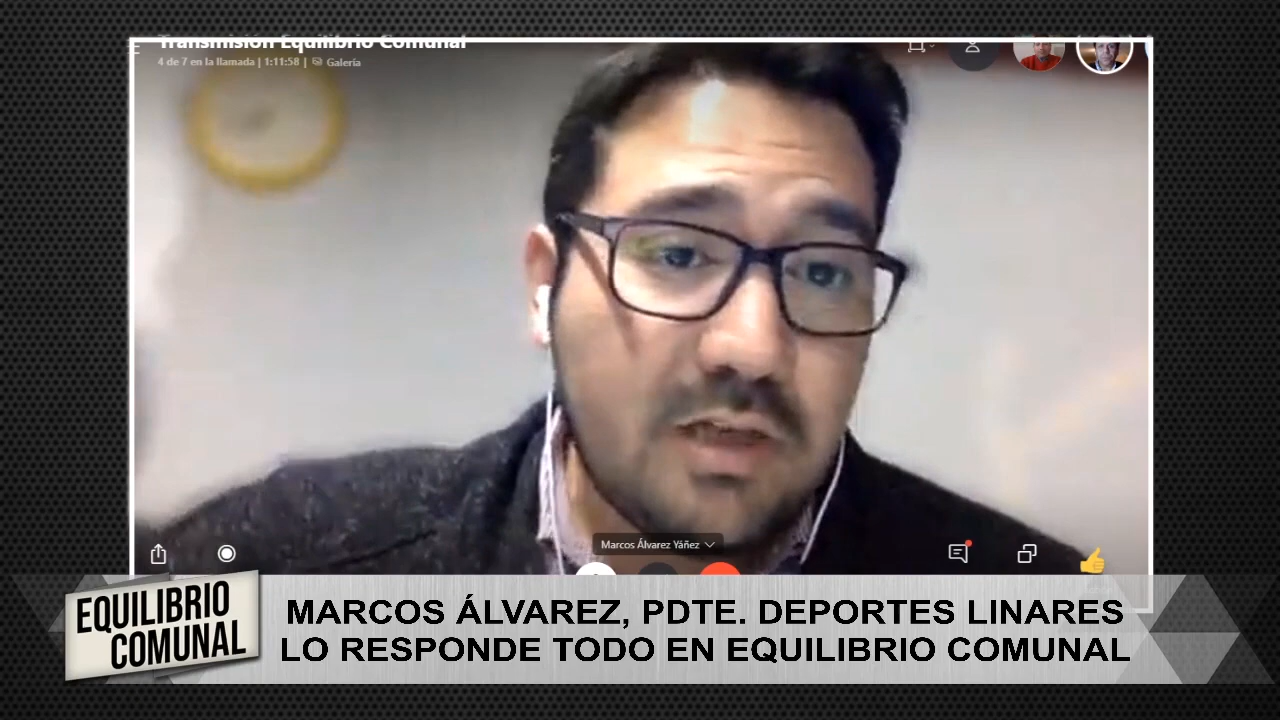 Transmisión Equilibrio Comunal
4 de 7 en la llamada | 1:11:58 | Galería
Marcos Álvarez Yáñez
EQUILIBRIO
COMUNAL
MARCOS ÁLVAREZ, PDTE. DEPORTES LINARES
LO RESPONDE TODO EN EQUILIBRIO COMUNAL